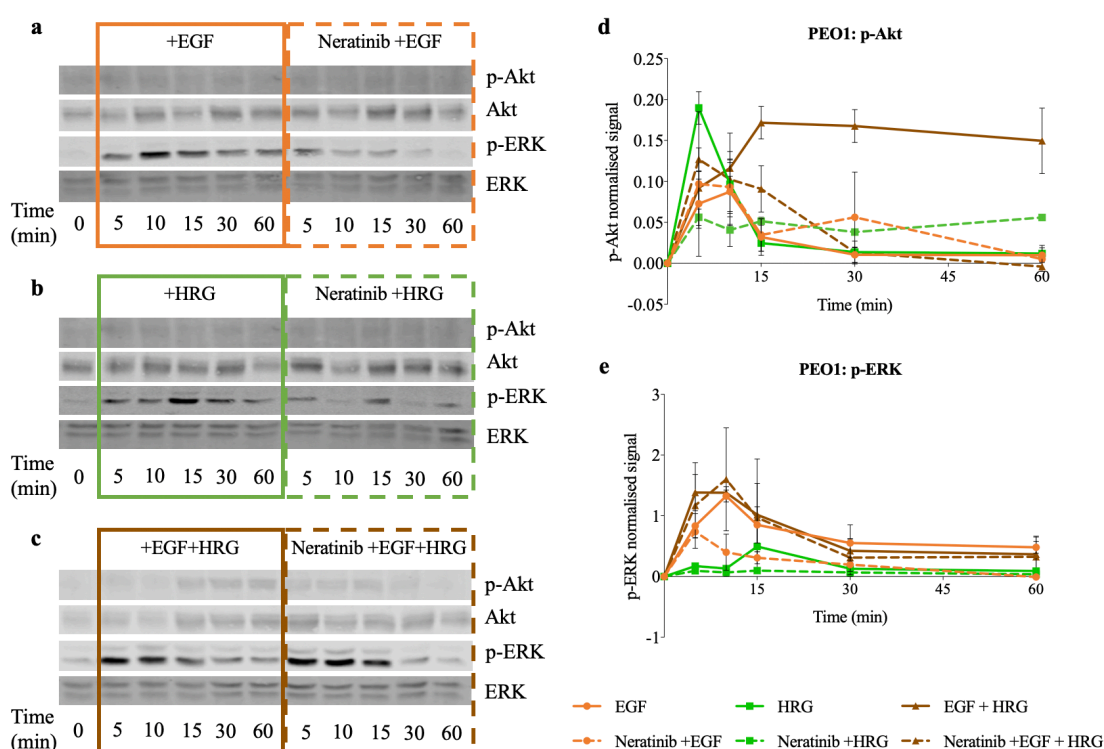 a
+EGF
Neratinib +EGF
p-Akt
Akt
p-ERK
ERK
Time (min) 0 5 10 15 30 60 5 10 15 30 60
b
+HRG
Neratinib +HRG
p-Akt
Akt
p-ERK
ERK
Time (min) 0 5 10 15 30 60 5 10 15 30 60
c
+EGF+HRG
Neratinib +EGF+HRG
p-Akt
Akt
p-ERK
ERK
Time (min) 0 5 10 15 30 60 5 10 15 30 60
d
PEO1: p-Akt
p-Akt normalised signal
0.25
0.20
0.15
0.10
0.05
0.00
-0.05
15 30 45 60
Time (min)
e
PEO1: p-ERK
p-ERK normalised signal
3
2
1
0
-1
15 30 45 60
Time (min)
EGF HRG EGF + HRG
Neratinib +EGF Neratinib +HRG Neratinib +EGF + HRG